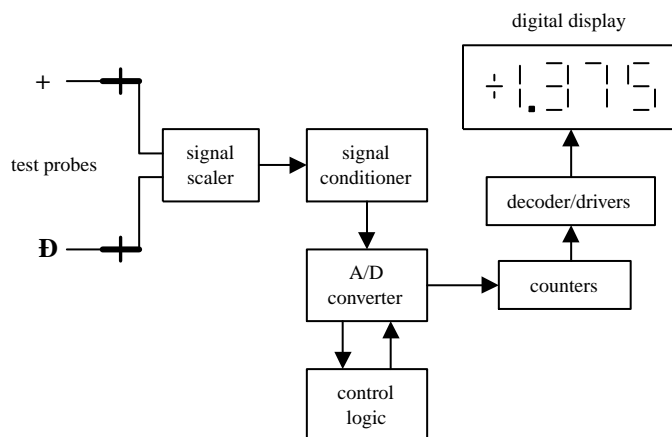 digital display
÷1.375
+
test probes
Đ
signal
scaler
signal
conditioner
decoder/drivers
A/D
converter
counters
control
logic